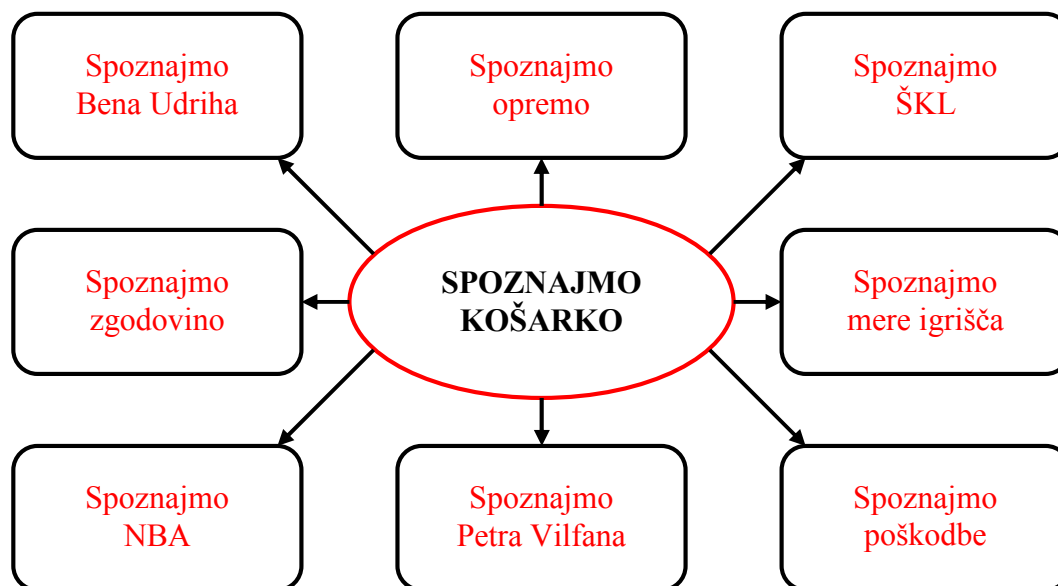 Spoznajmo
Bena Udriha
Spoznajmo
opremo
Spoznajmo
ŠKL
Spoznajmo
zgodovino
SPOZNAJMO
KOŠARKO
Spoznajmo
mere igrišča
Spoznajmo
NBA
Spoznajmo
Petra Vilfana
Spoznajmo
poškodbe